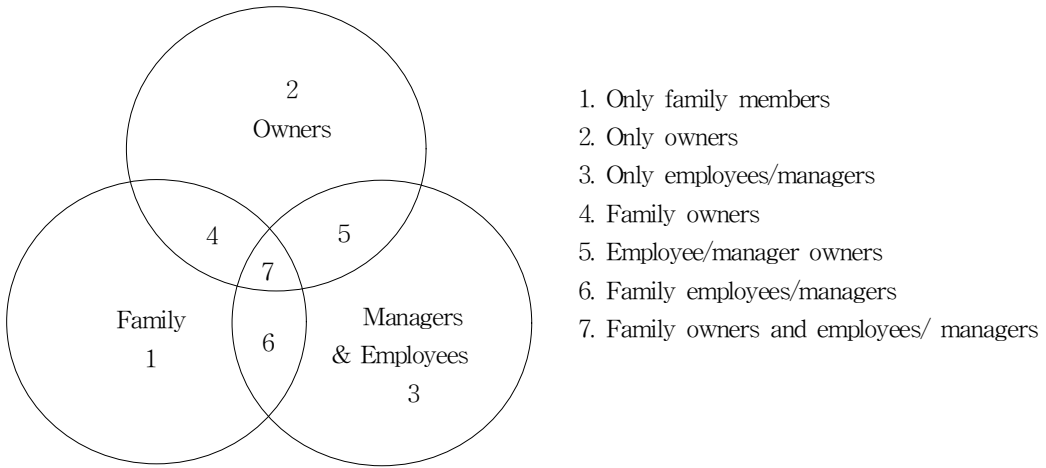 2
Owners
4
5
7
Family
1
6
Managers
& Employees
3
1. Only family members
2. Only owners
3. Only employees/managers
4. Family owners
5. Employee/manager owners
6. Family employees/managers
7. Family owners and employees/ managers